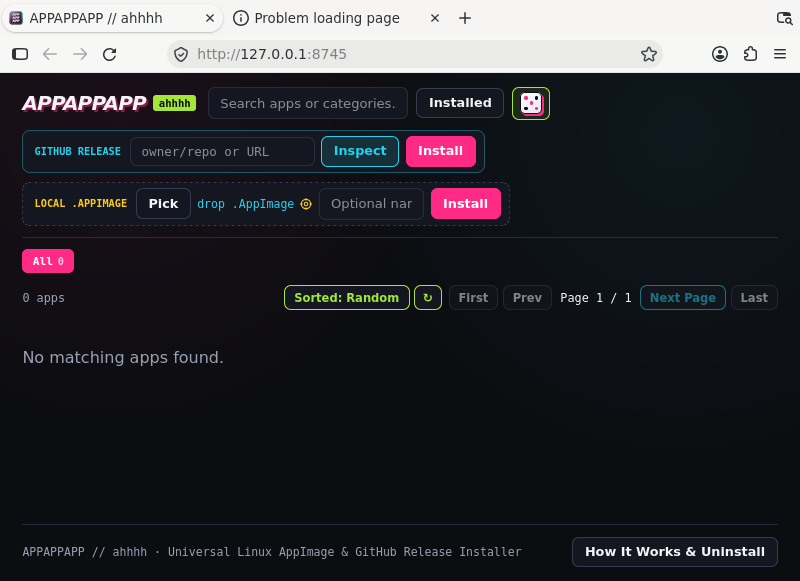 APPAPPAPP // ahhhh
Problem loading page
http://127.0.0.1:8745
APPAPPAPP ahhhh Search apps or categories. Installed
GITHUB RELEASE owner/repo or URL Inspect Install
LOCAL .APPIMAGE Pick drop .AppImage Optional nar Install
All 0
0 apps Sorted: Random ↻ First Prev Page 1 / 1 Next Page Last
No matching apps found.
APPAPPAPP // ahhhh · Universal Linux AppImage & GitHub Release Installer How It Works & Uninstall